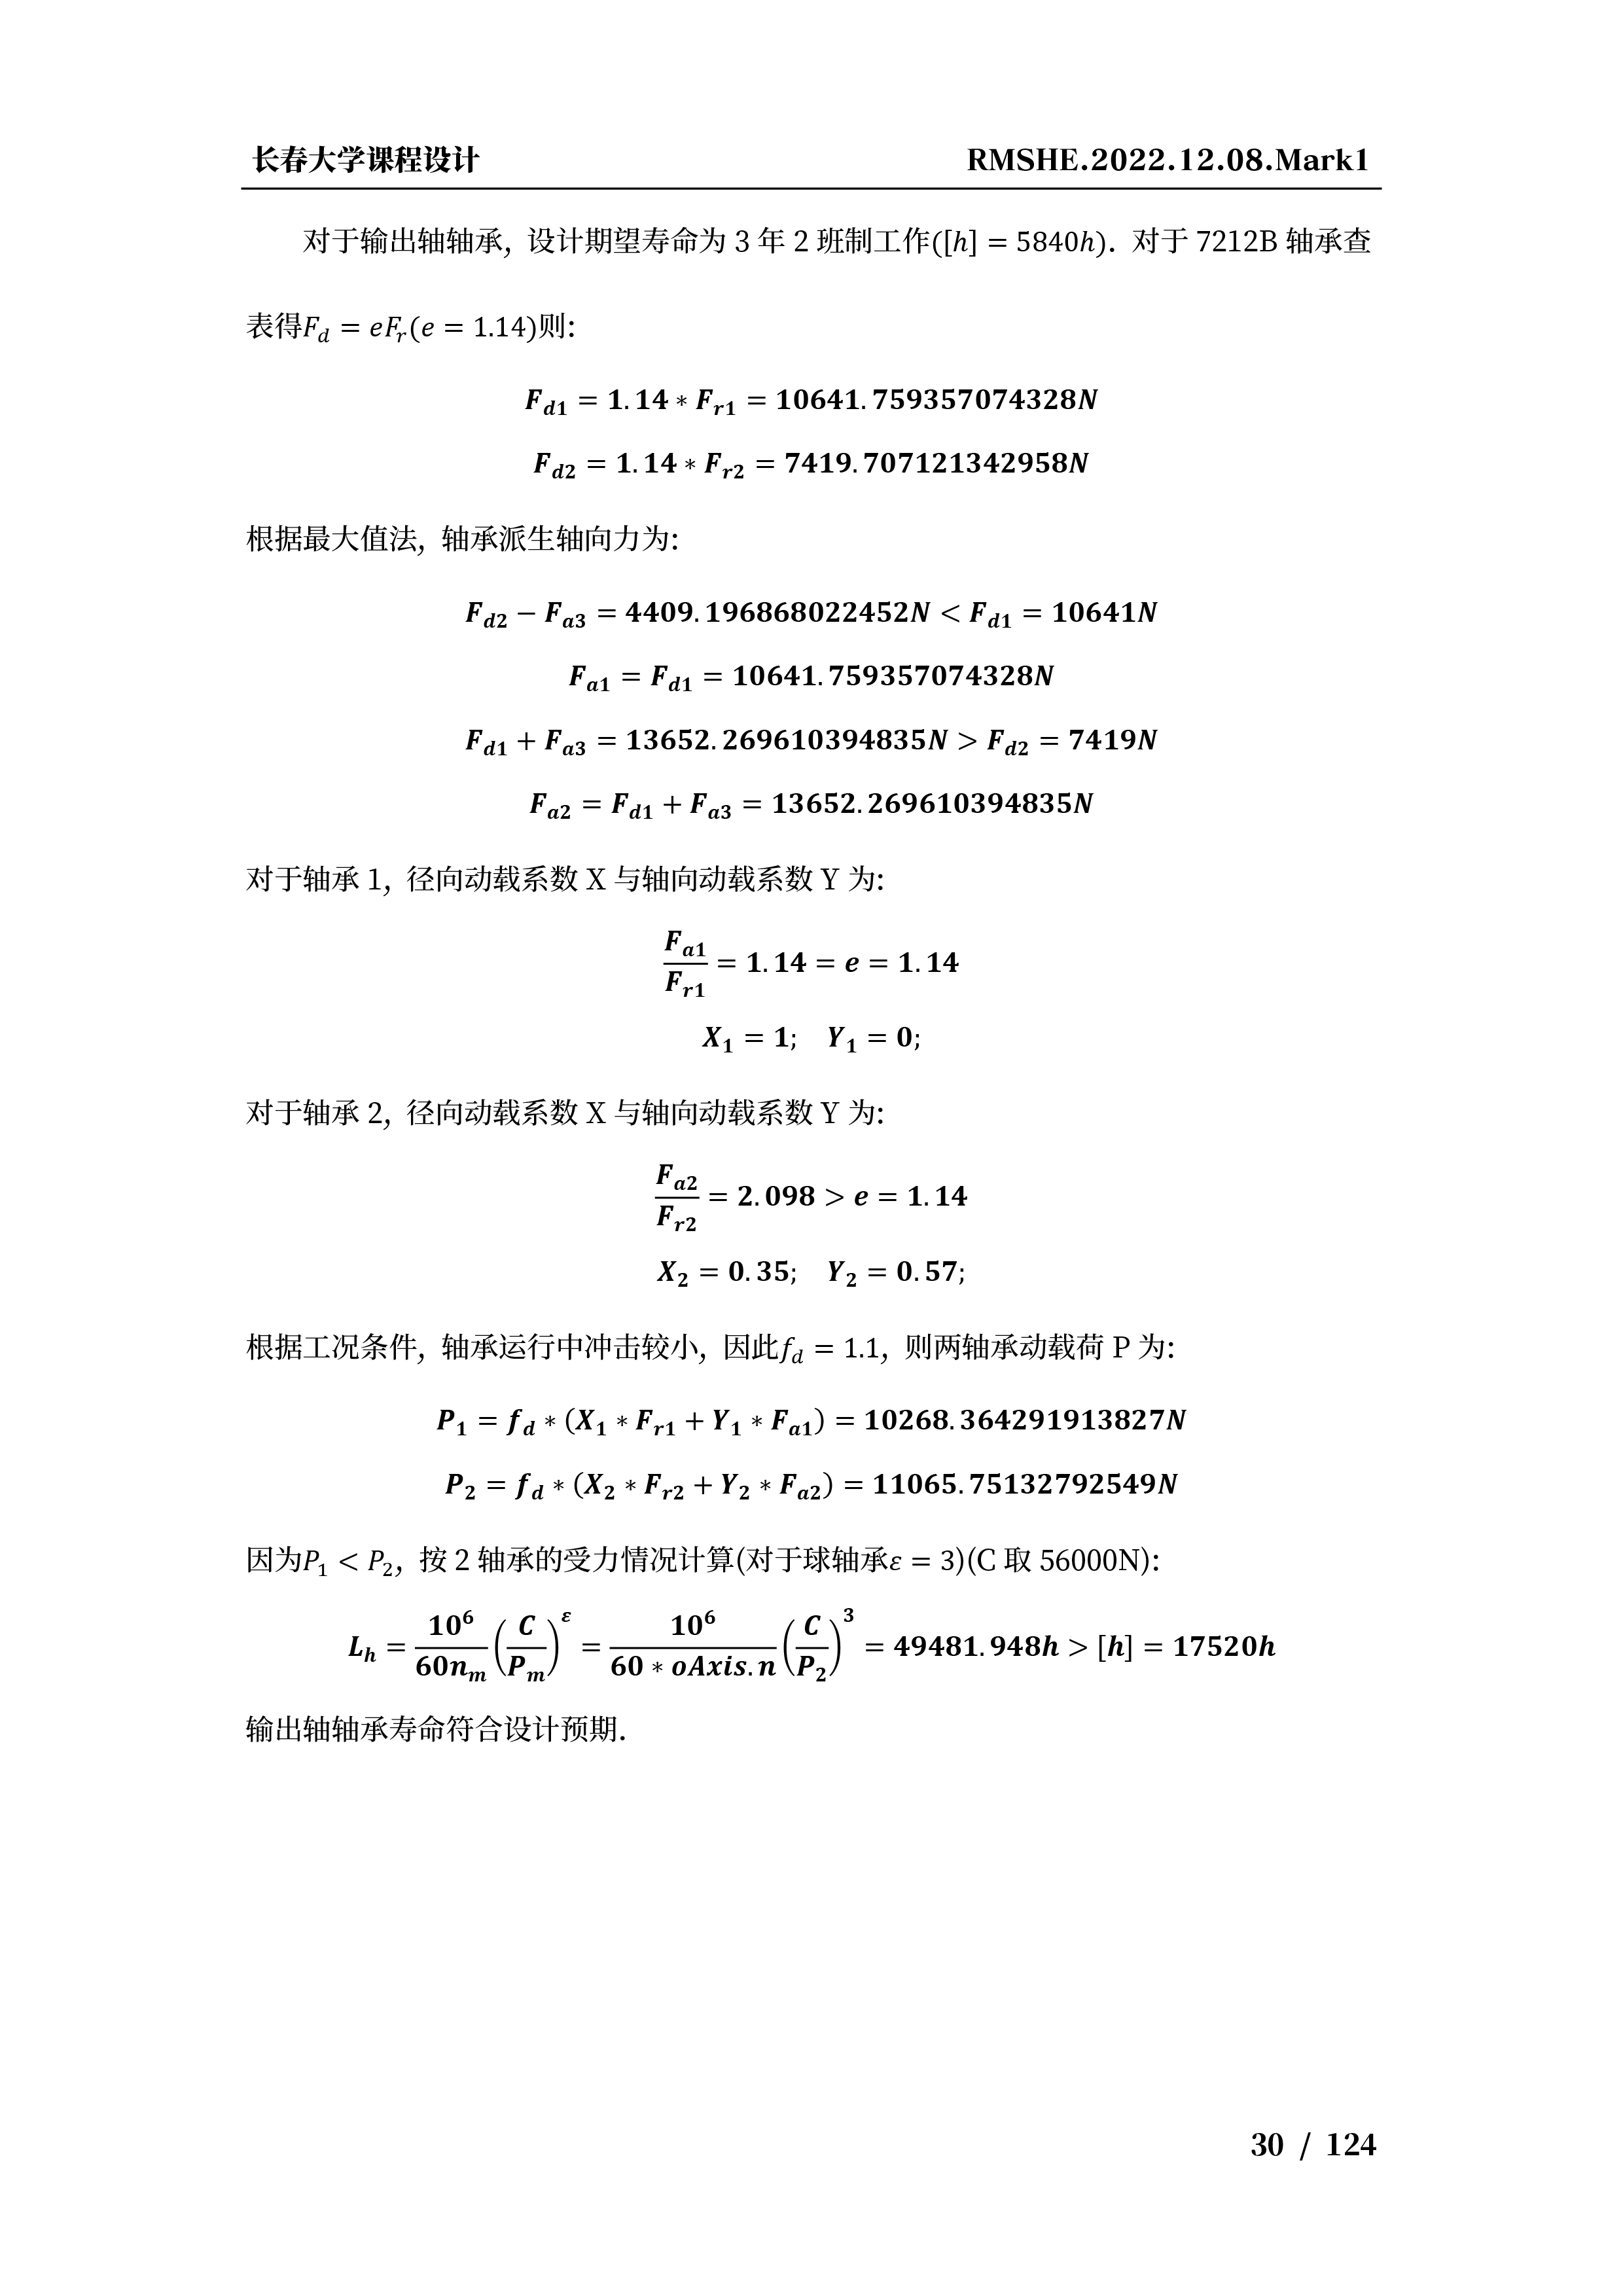 长春大学课程设计 RMSHE.2022.12.08.Mark1
对于输出轴轴承，设计期望寿命为 3 年 2 班制工作([h] = 5840h)．对于 7212B 轴承查
表得F_d = eF_r(e = 1.14)则:
F_{d1} = 1.14 * F_{r1} = 10641.759357074328N
F_{d2} = 1.14 * F_{r2} = 7419.707121342958N
根据最大值法，轴承派生轴向力为:
F_{d2} − F_{a3} = 4409.196868022452N < F_{d1} = 10641N
F_{a1} = F_{d1} = 10641.759357074328N
F_{d1} + F_{a3} = 13652.269610394835N > F_{d2} = 7419N
F_{a2} = F_{d1} + F_{a3} = 13652.269610394835N
对于轴承 1，径向动载系数 X 与轴向动载系数 Y 为:
\frac{F_{a1}}{F_{r1}} = 1.14 = e = 1.14
X_1 = 1; Y_1 = 0;
对于轴承 2，径向动载系数 X 与轴向动载系数 Y 为:
\frac{F_{a2}}{F_{r2}} = 2.098 > e = 1.14
X_2 = 0.35; Y_2 = 0.57;
根据工况条件，轴承运行中冲击较小，因此f_d = 1.1，则两轴承动载荷 P 为:
P_1 = f_d * (X_1 * F_{r1} + Y_1 * F_{a1}) = 10268.364291913827N
P_2 = f_d * (X_2 * F_{r2} + Y_2 * F_{a2}) = 11065.75132792549N
因为P_1 < P_2，按 2 轴承的受力情况计算(对于球轴承ε = 3)(C 取 56000N):
L_h = \frac{10^6}{60n_m}(\frac{C}{P_m})^ε = \frac{10^6}{60 * oAxis.n}(\frac{C}{P_2})^3 = 49481.948h > [h] = 17520h
输出轴轴承寿命符合设计预期．
30 / 124